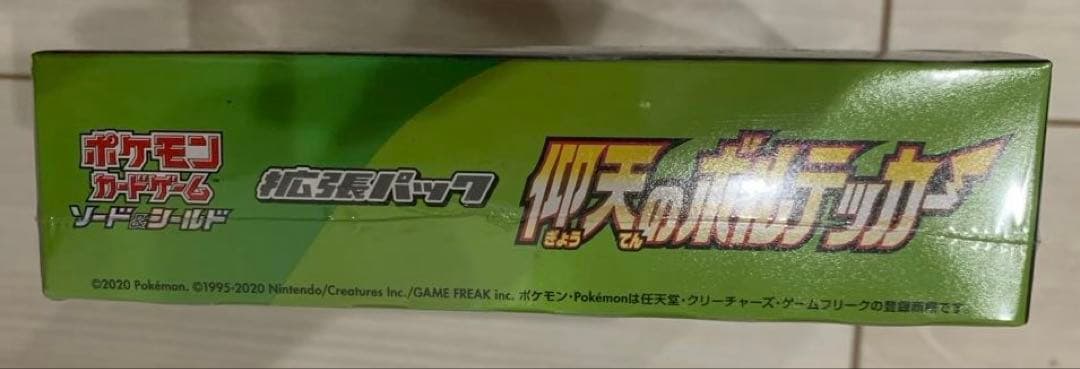 ポケモン
カードゲーム
ソード&シールド
拡張パック
仰天のボルテッカー
ぎょう てん
©2020 Pokémon. ©1995-2020 Nintendo/Creatures Inc./GAME FREAK inc. ポケモン・Pokémonは任天堂・クリーチャーズ・ゲームフリークの登録商標です。